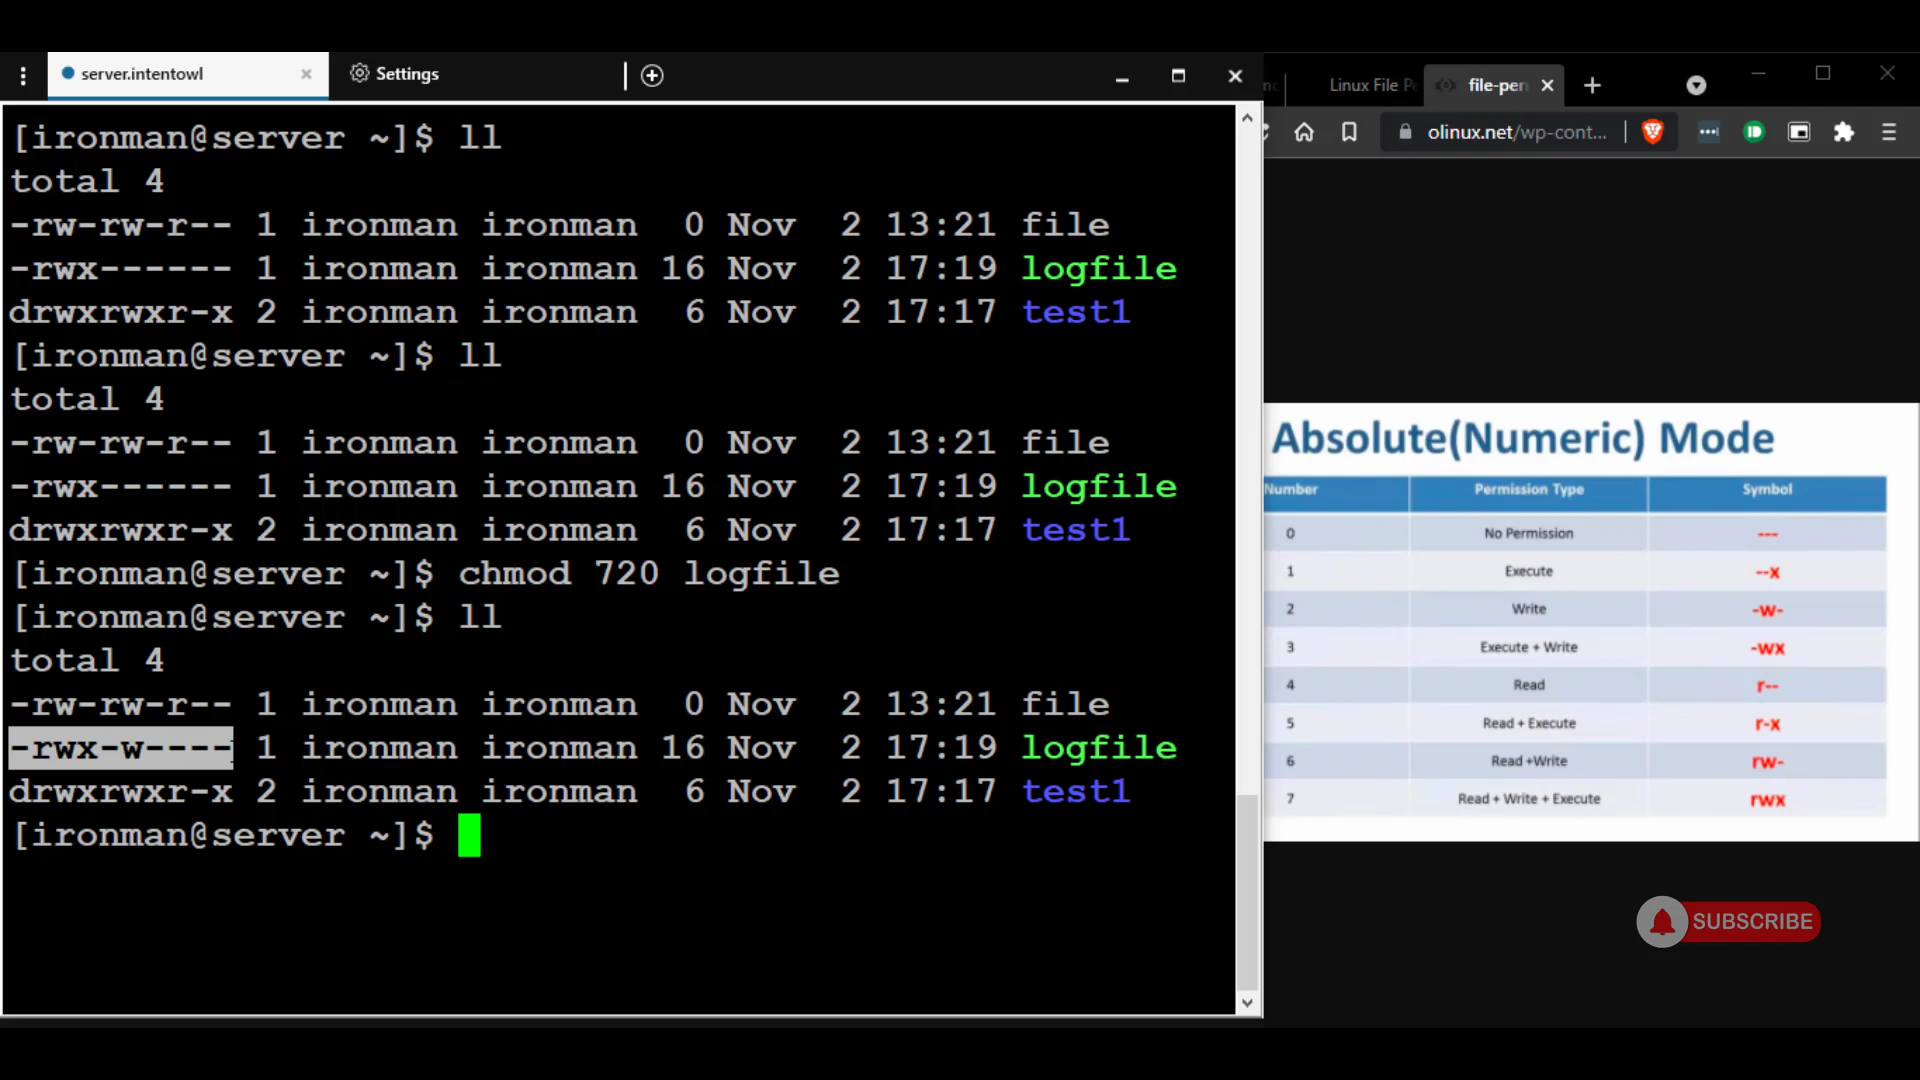 server.intentowl
Settings
[ironman@server ~]$ ll
total 4
-rw-rw-r-- 1 ironman ironman  0 Nov  2 13:21 file
-rwx------ 1 ironman ironman 16 Nov  2 17:19 logfile
drwxrwxr-x 2 ironman ironman  6 Nov  2 17:17 test1
[ironman@server ~]$ ll
total 4
-rw-rw-r-- 1 ironman ironman  0 Nov  2 13:21 file
-rwx------ 1 ironman ironman 16 Nov  2 17:19 logfile
drwxrwxr-x 2 ironman ironman  6 Nov  2 17:17 test1
[ironman@server ~]$ chmod 720 logfile
[ironman@server ~]$ ll
total 4
-rw-rw-r-- 1 ironman ironman  0 Nov  2 13:21 file
-rwx-w---- 1 ironman ironman 16 Nov  2 17:19 logfile
drwxrwxr-x 2 ironman ironman  6 Nov  2 17:17 test1
[ironman@server ~]$
Linux File P
file-per
olinux.net/wp-cont...
Absolute(Numeric) Mode
Number Permission Type Symbol
0 No Permission ---
1 Execute --x
2 Write -w-
3 Execute + Write -wx
4 Read r--
5 Read + Execute r-x
6 Read +Write rw-
7 Read + Write + Execute rwx
SUBSCRIBE